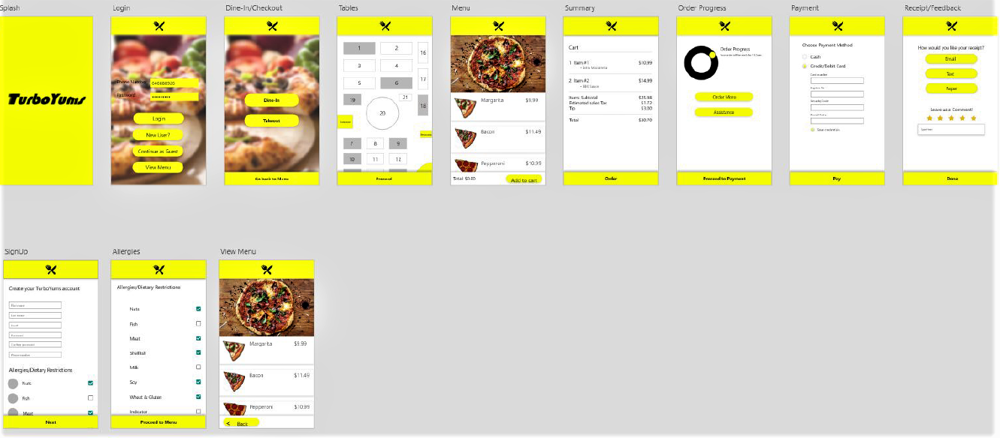 Splash
TurboYums
Login
Phone Number
Password
Login
New User?
Continue as Guest
View Menu
Dine-In/Checkout
Dine-In
Takeout
Go back to Menu
Tables
1
2
16
3
4
17
5
6
18
19
21
20
7
8
9
10
11
12
Proceed
Menu
Margarita $9.99
Bacon $11.49
Pepperoni $10.99
Total: $0.00
Add to cart
Summary
Cart
1. Item #1 $10.99
• Extra Mozzarella
2. Item #2 $14.99
• BBQ Sauce
Items Subtotal $25.98
Estimated sales Tax $1.72
Tip $3.00
Total $30.70
Order
Order Progress
Order Progress
Order More
Assistance
Proceed to Payment
Payment
Choose Payment Method
Cash
Credit/Debit Card
Card number
Security Code
Save credentials
Pay
Receipt/Feedback
How would you like your receipt?
Email
Text
Paper
Leave us a Comment!
Done
SignUp
Create your TurboYums account
First name
Last name
Email
Password
Confirm password
Phone number
Allergies/Dietary Restrictions
Nuts
Fish
Meat
Next
Allergies
Allergies/Dietary Restrictions
Nuts
Fish
Meat
Shellfish
Milk
Soy
Wheat & Gluten
Indicator
Proceed to Menu
View Menu
Margarita $9.99
Bacon $11.49
Pepperoni $10.99
< Back